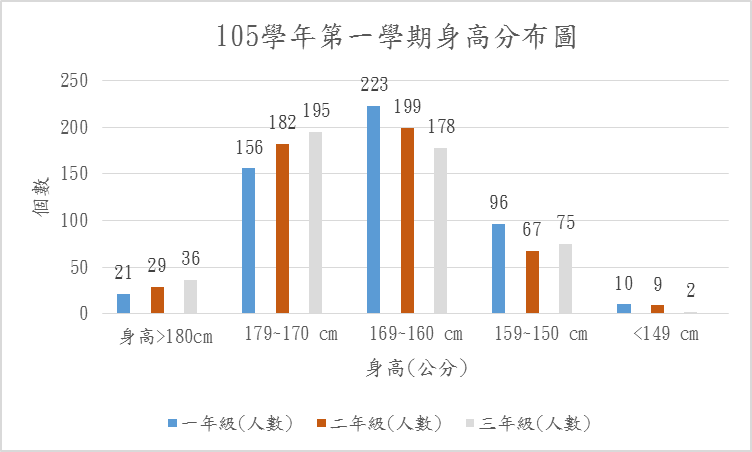 105學年第一學期身高分布圖
250
200
150
100
50
0
個數
21 29 36
156 182 195
223 199 178
96 67 75
10 9 2
身高>180cm 179~170 cm 169~160 cm 159~150 cm <149 cm
身高(公分)
一年級(人數) 二年級(人數) 三年級(人數)